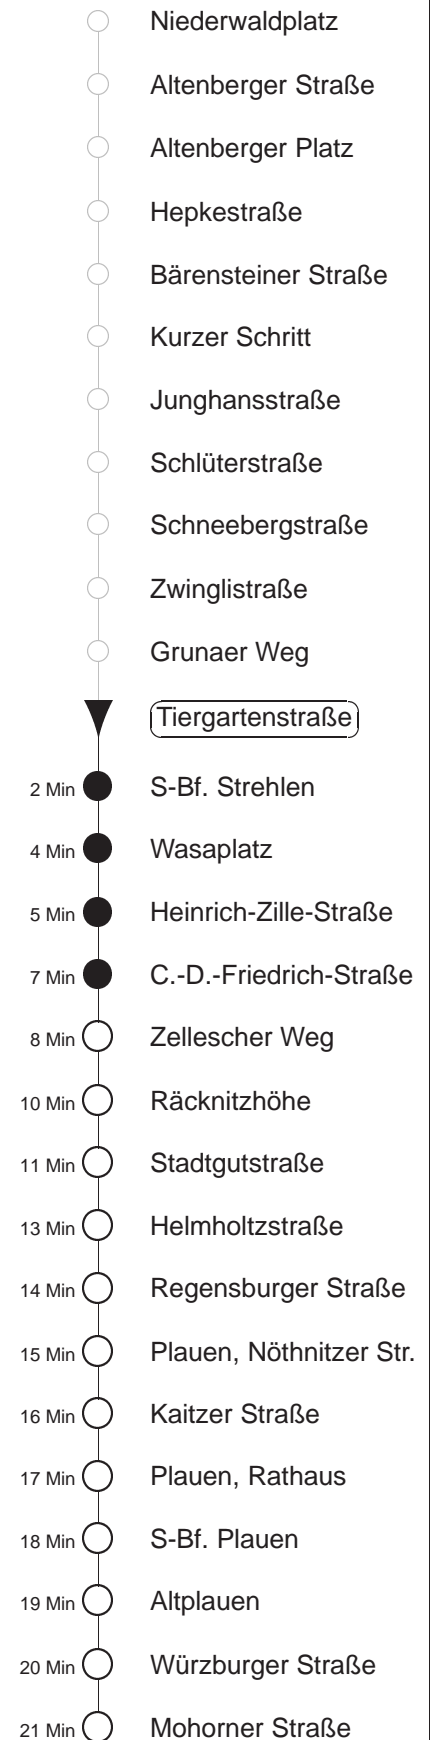 Niederwaldplatz
Altenberger Straße
Altenberger Platz
Hepkestraße
Bärensteiner Straße
Kurzer Schritt
Junghansstraße
Schlüterstraße
Schneebergstraße
Zwinglistraße
Grunaer Weg
Tiergartenstraße
2 Min S-Bf. Strehlen
4 Min Wasaplatz
5 Min Heinrich-Zille-Straße
7 Min C.-D.-Friedrich-Straße
8 Min Zellescher Weg
10 Min Räcknitzhöhe
11 Min Stadtgutstraße
13 Min Helmholtzstraße
14 Min Regensburger Straße
15 Min Plauen, Nöthnitzer Str.
16 Min Kaitzer Straße
17 Min Plauen, Rathaus
18 Min S-Bf. Plauen
19 Min Altplauen
20 Min Würzburger Straße
21 Min Mohorner Straße